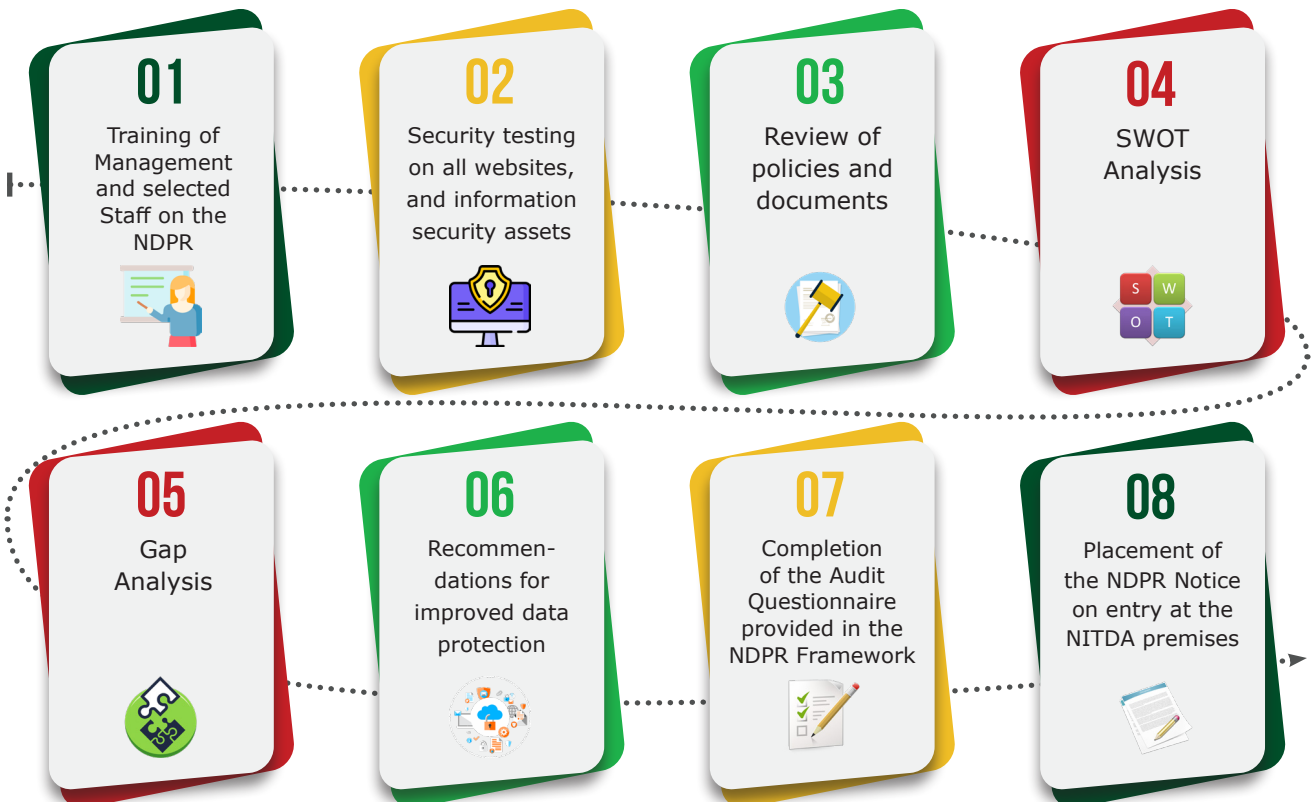 01
Training of
Management
and selected
Staff on the
NDPR
02
Security testing
on all websites,
and information
security assets
03
Review of
policies and
documents
04
SWOT
Analysis
S W
O T
05
Gap
Analysis
06
Recommen-
dations for
improved data
protection
07
Completion
of the Audit
Questionnaire
provided in the
NDPR Framework
08
Placement of
the NDPR Notice
on entry at the
NITDA premises